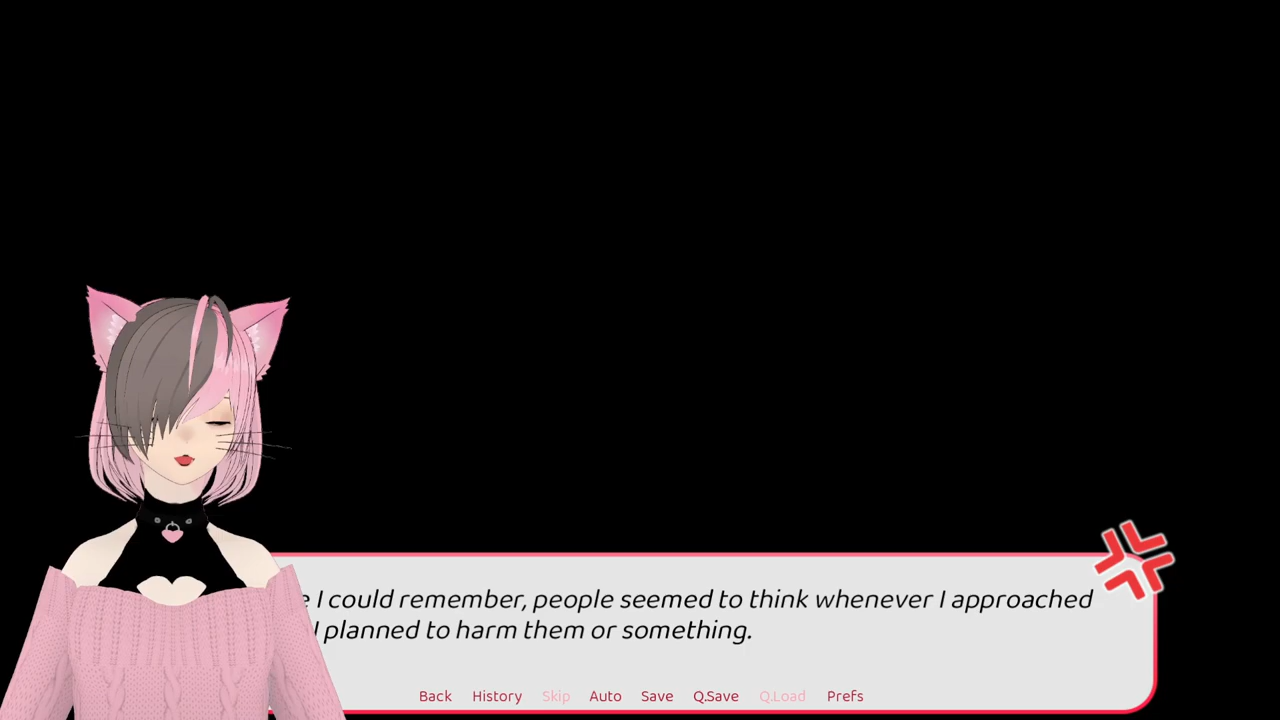 I could remember, people seemed to think whenever I approached
I planned to harm them or something.
Back History Skip Auto Save Q.Save Q.Load Prefs